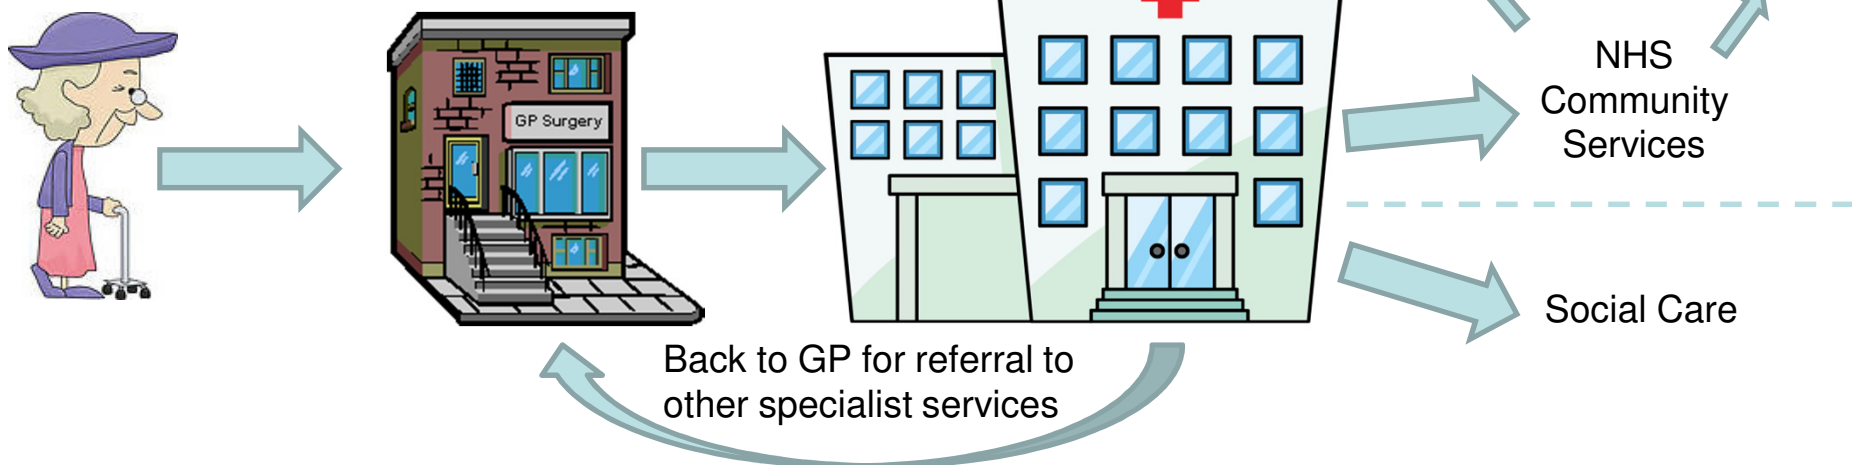 GP Surgery
NHS
Community
Services
Social Care
Back to GP for referral to
other specialist services